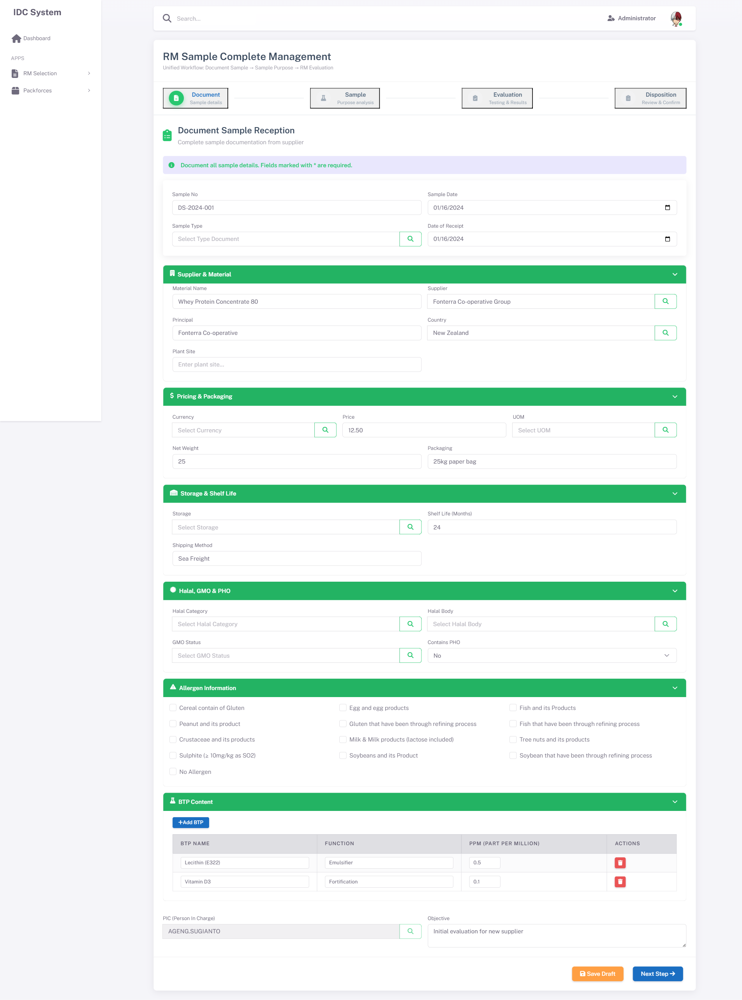 IDC System
Dashboard
APPS
RM Selection
Packforces
Search...
Administrator
RM Sample Complete Management
Unified Workflow: Document Sample → Sample Purpose → RM Evaluation
Document
Sample details
Sample
Purpose analysis
Evaluation
Testing & Results
Disposition
Review & Confirm
Document Sample Reception
Complete sample documentation from supplier
Document all sample details. Fields marked with * are required.
Sample No
Sample Date
DS-2024-001
01/16/2024
Sample Type
Date of Receipt
Select Type Document
01/16/2024
Supplier & Material
Material Name
Supplier
Whey Protein Concentrate 80
Fonterra Co-operative Group
Principal
Country
Fonterra Co-operative
New Zealand
Plant Site
Enter plant site...
Pricing & Packaging
Currency
Price
UOM
Select Currency
12.50
Select UOM
Net Weight
Packaging
25
25kg paper bag
Storage & Shelf Life
Storage
Shelf Life (Months)
Select Storage
24
Shipping Method
Sea Freight
Halal, GMO & PHO
Halal Category
Halal Body
Select Halal Category
Select Halal Body
GMO Status
Contains PHO
Select GMO Status
No
Allergen Information
Cereal contain of Gluten
Egg and egg products
Fish and its Products
Peanut and its product
Gluten that have been through refining process
Fish that have been through refining process
Crustaceae and its products
Milk & Milk products (lactose included)
Tree nuts and its products
Sulphite (≥ 10mg/kg as SO2)
Soybeans and its Product
Soybean that have been through refining process
No Allergen
BTP Content
+Add BTP
BTP NAME
FUNCTION
PPM (PART PER MILLION)
ACTIONS
Lecithin (E322)
Emulsifier
0.5
Vitamin D3
Fortification
0.1
PIC (Person In Charge)
Objective
AGENG.SUGIANTO
Initial evaluation for new supplier
Save Draft
Next Step →